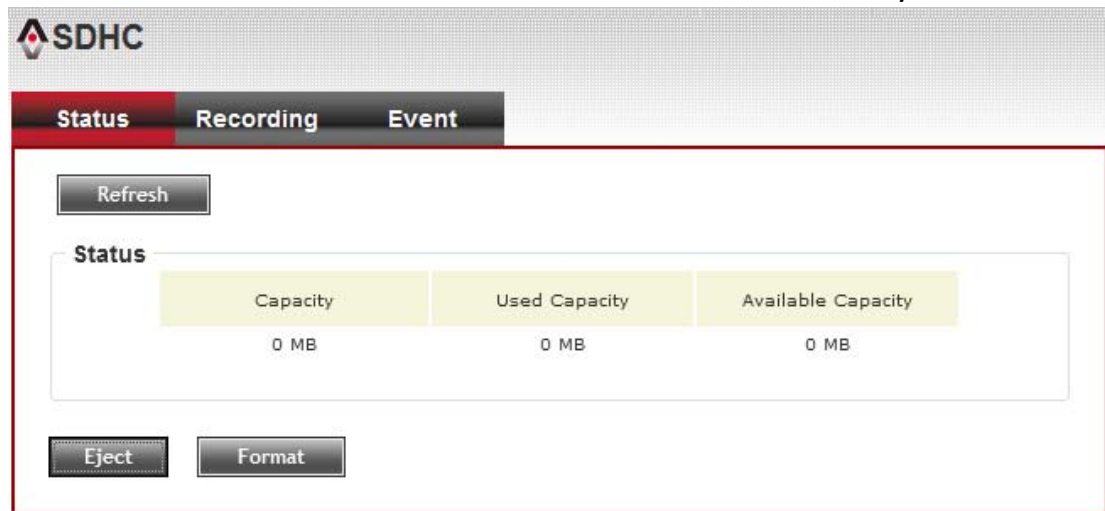 SDHC
Status Recording Event
Refresh
Status
Capacity Used Capacity Available Capacity
0 MB 0 MB 0 MB
Eject Format